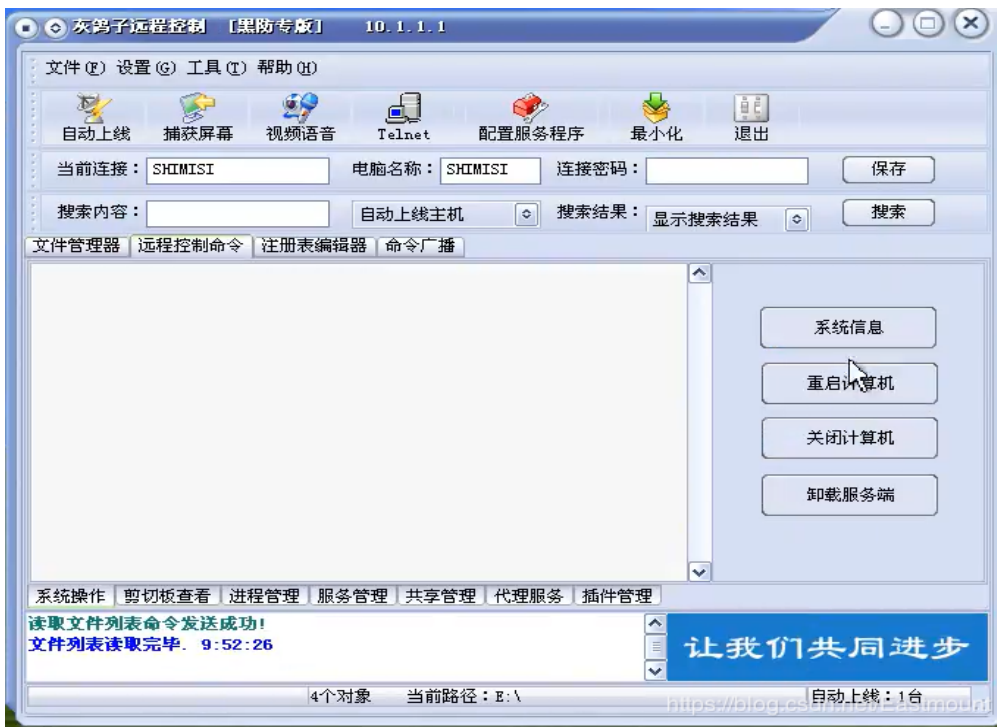 灰鸽子远程控制 [黑防专版] 10.1.1.1
文件(F) 设置(G) 工具(T) 帮助(H)
自动上线 捕获屏幕 视频语音 Telnet 配置服务程序 最小化 退出
当前连接： SHIMISI 电脑名称： SHIMISI 连接密码： 保存
搜索内容： 自动上线主机 搜索结果： 显示搜索结果 搜索
文件管理器 远程控制命令 注册表编辑器 命令广播
系统信息
重启计算机
关闭计算机
卸载服务端
系统操作 剪切板查看 进程管理 服务管理 共享管理 代理服务 插件管理
读取文件列表命令发送成功!
文件列表读取完毕. 9:52:26
让我们共同进步
4个对象 当前路径：E:\ 自动上线：1台
https://blog.csdn.net/Eastmount